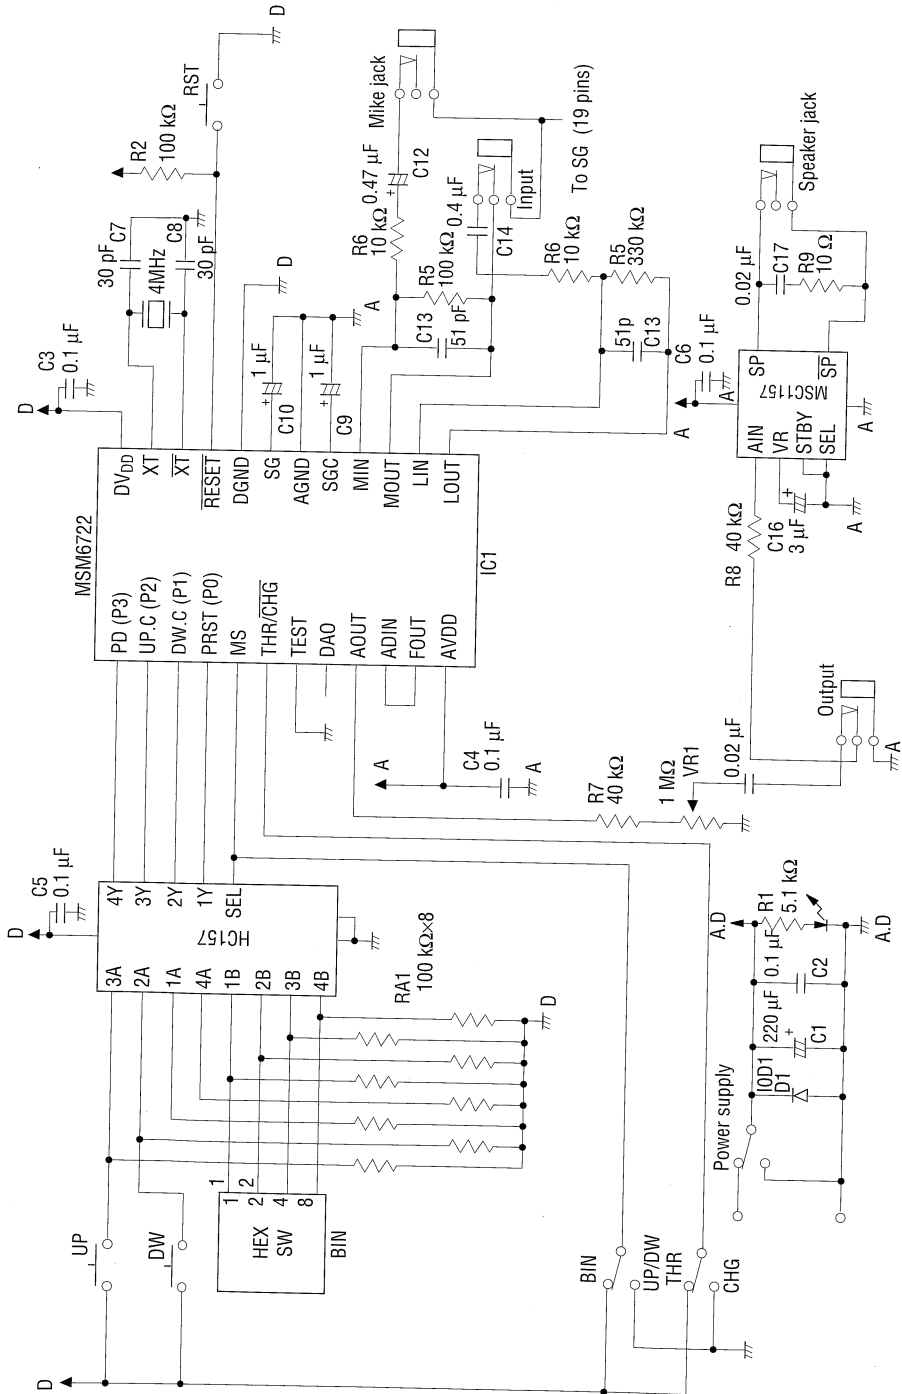 D
RST
R2
100 kΩ
C7
30 pF
4MHz
C8
30 pF
C3
0.1 µF
D
D
Mike jack
0.47 µF
+
C12
R6
10 kΩ
0.4 µF
C14
Input
To SG (19 pins)
R5
100 kΩ
A
C13
51 pF
R6
10 kΩ
R5
330 kΩ
51p
C13
1 µF
+
C10
1 µF
+
C9
MSM6722
IC1
DVDD
XT
XT
RESET
DGND
SG
AGND
SGC
MIN
MOUT
LIN
LOUT
PD (P3)
UP.C (P2)
DW.C (P1)
PRST (P0)
MS
THR/CHG
TEST
DAO
AOUT
ADIN
FOUT
AVDD
C6
0.1 µF
A
A
MSC1157
AIN
VR
STBY
SEL
SP
SP
A
0.02 µF
C17
R9
10 Ω
Speaker jack
R8
40 kΩ
C16
3 µF
+
A
Output
A
0.02 µF
1 MΩ
VR1
R7
40 kΩ
A
C4
0.1 µF
A
D
C5
0.1 µF
HC157
4Y
3Y
2Y
1Y
SEL
3A
2A
1A
4A
1B
2B
3B
4B
RA1
100 kΩ×8
D
UP
DW
D
HEX
SW
BIN
1
2
4
8
1
2
BIN
UP/DW
THR
CHG
Power supply
IOD1
D1
220 µF
+
C1
0.1 µF
C2
A.D
R1
5.1 kΩ
A.D